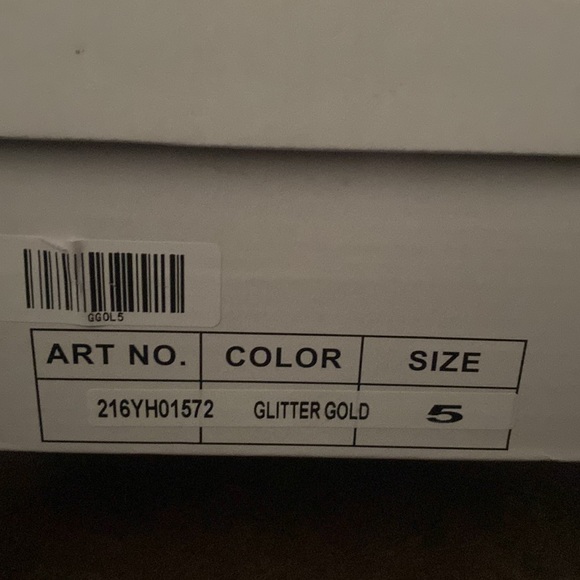 GGOL5
ART NO. COLOR SIZE
216YH01572 GLITTER GOLD 5